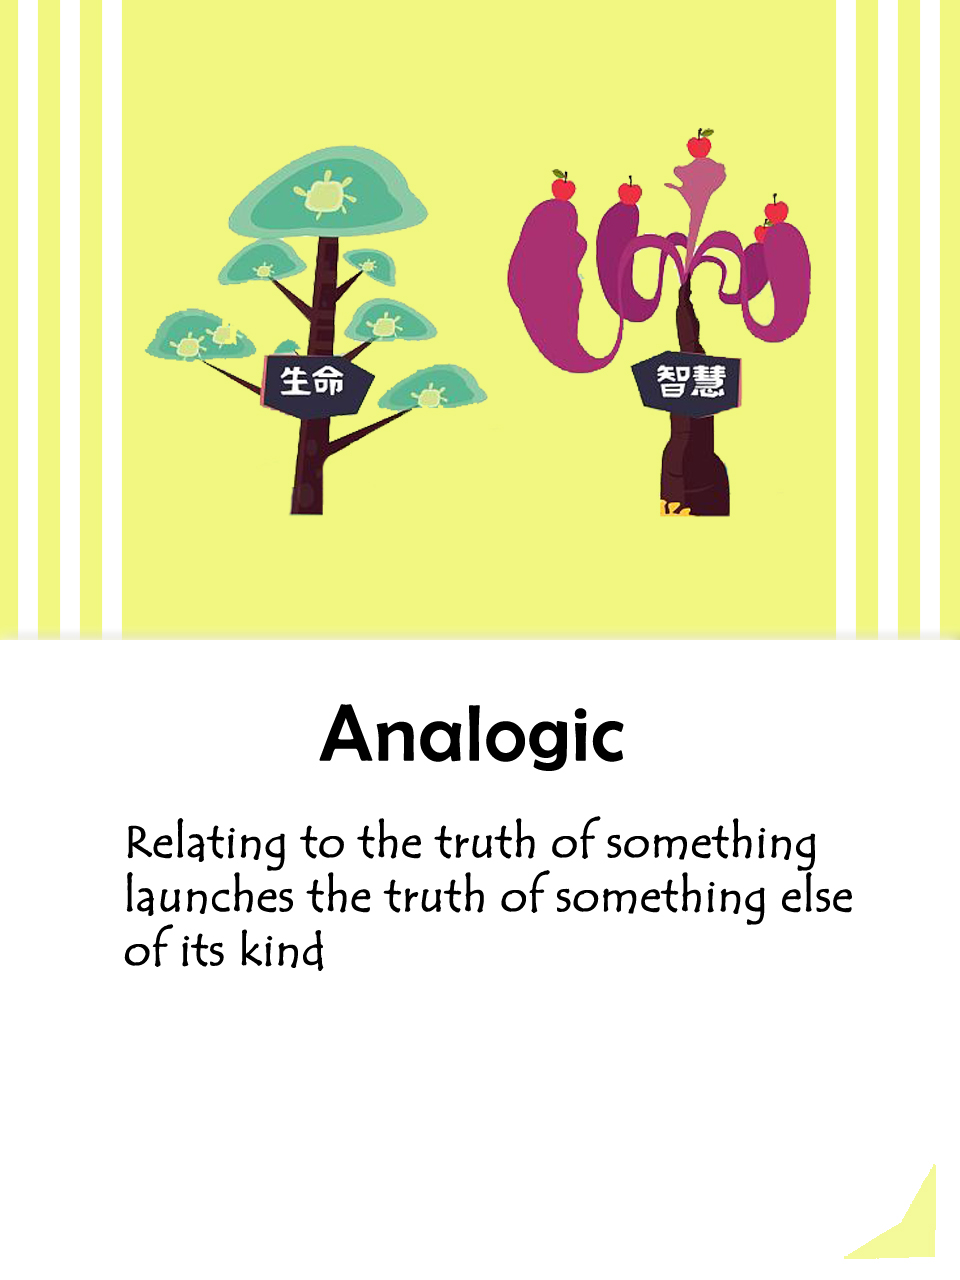 生命
智慧
Analogic
Relating to the truth of something
launches the truth of something else
of its kind